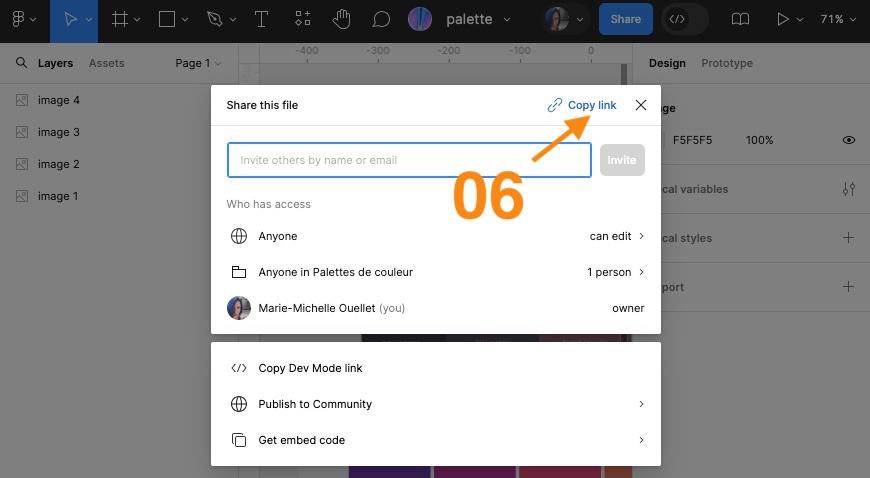 palette
Share
71%
Layers
Assets
Page 1
-400
-300
-200
-100
0
Design
Prototype
Share this file
Copy link
F5F5F5
100%
Invite others by name or email
Invite
06
Who has access
Anyone
can edit
Anyone in Palettes de couleur
1 person
Marie-Michelle Ouellet (you)
owner
image 4
image 3
image 2
image 1
cal variables
cal styles
port
Copy Dev Mode link
Publish to Community
Get embed code